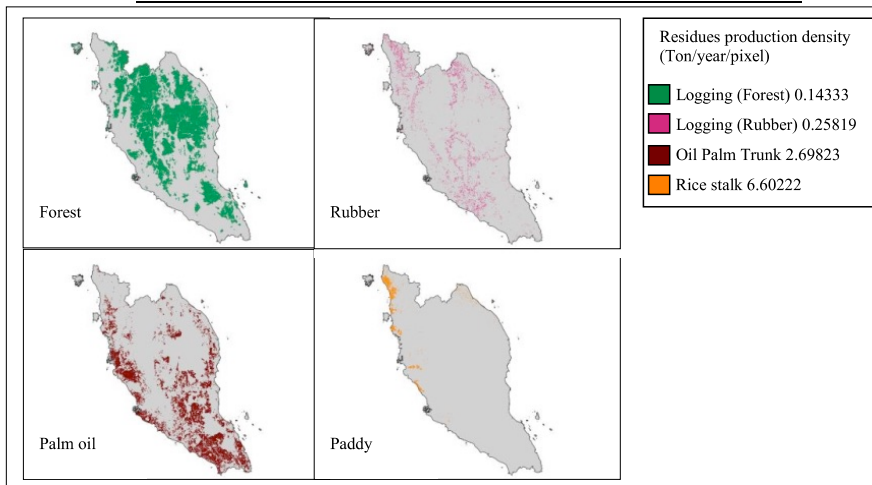 Forest
Rubber
Palm oil
Paddy
Residues production density
(Ton/year/pixel)
Logging (Forest) 0.14333
Logging (Rubber) 0.25819
Oil Palm Trunk 2.69823
Rice stalk 6.60222